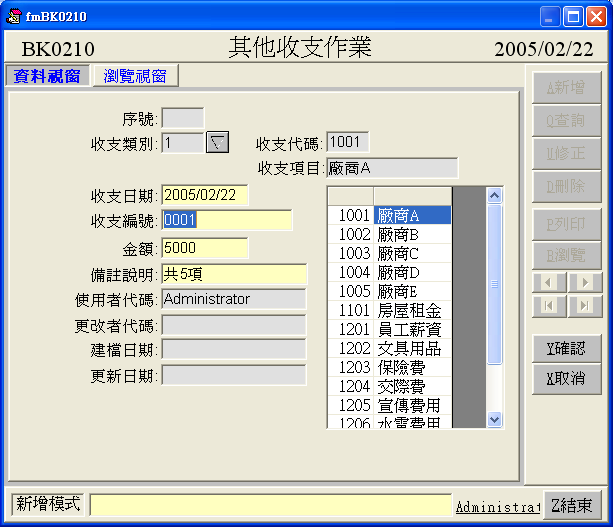 fmBK0210
BK0210 其他收支作業 2005/02/22
資料視窗 瀏覽視窗
序號:
收支類別: 1 收支代碼: 1001
收支項目: 廠商A
收支日期: 2005/02/22
收支編號: 0001
金額: 5000
備註說明: 共5項
使用者代碼: Administrator
更改者代碼:
建檔日期:
更新日期:
1001 廠商A
1002 廠商B
1003 廠商C
1004 廠商D
1005 廠商E
1101 房屋租金
1201 員工薪資
1202 文具用品
1203 保險費
1204 交際費
1205 宣傳費用
1206 水電費用
A新增
Q查詢
U修正
D刪除
P列印
B瀏覽
Y確認
X取消
新增模式 Administrat Z結束